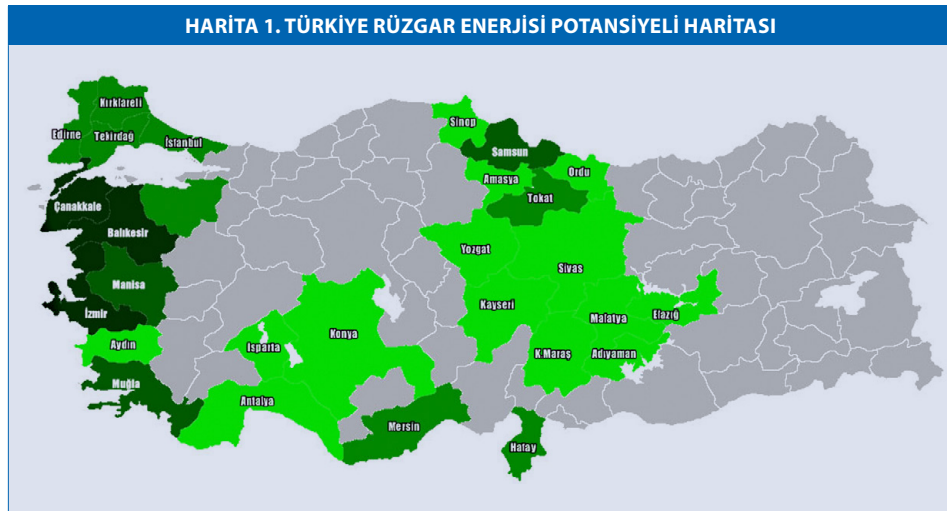 HARİTA 1. TÜRKİYE RÜZGAR ENERJİSİ POTANSİYELİ HARİTASI
Kırklareli
Edirne
Tekirdağ
İstanbul
Sinop
Samsun
Ordu
Amasya
Tokat
Çanakkale
Balıkesir
Yozgat
Sivas
Manisa
Kayseri
İzmir
Malatya
Elazığ
Konya
Aydın
Isparta
K.Maraş
Adıyaman
Muğla
Antalya
Mersin
Hatay